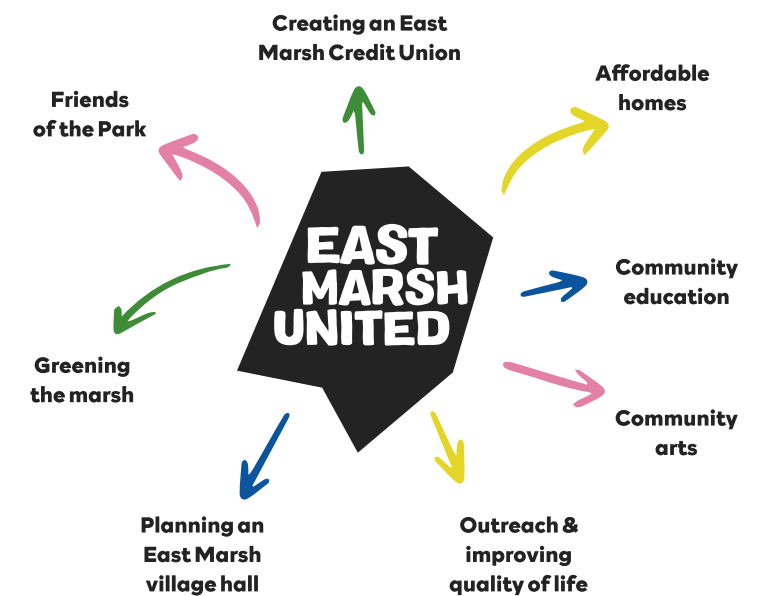 Creating an East
Marsh Credit Union
Affordable
homes
Friends
of the Park
EAST
MARSH
UNITED
Community
education
Greening
the marsh
Community
arts
Planning an
East Marsh
village hall
Outreach &
improving
quality of life